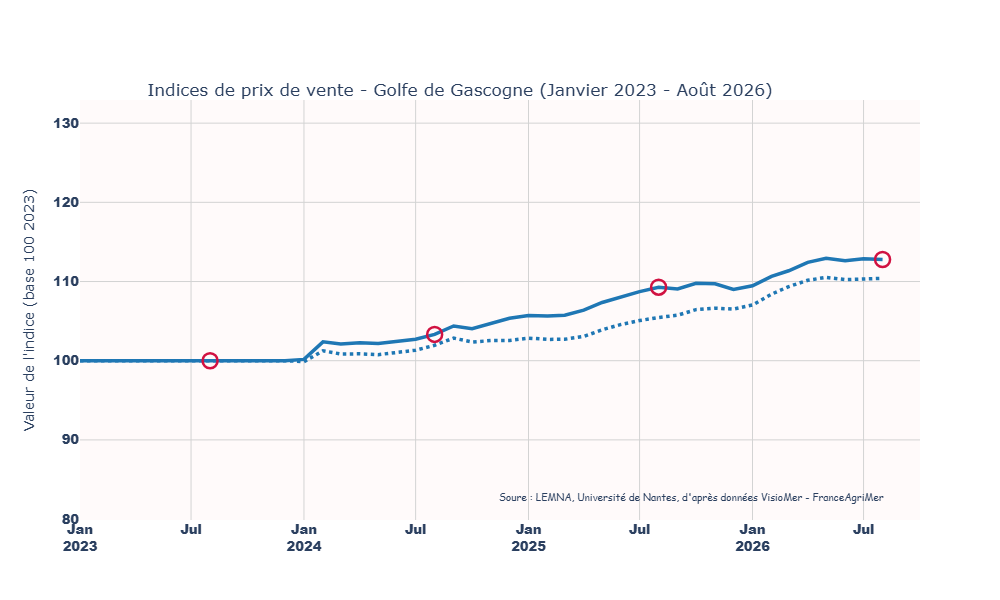 Indices de prix de vente - Golfe de Gascogne (Janvier 2023 - Août 2026)
Valeur de l'indice (base 100 2023)
130
120
110
100
90
80
Soure : LEMNA, Université de Nantes, d'après données VisioMer - FranceAgriMer
Jan Jul Jan Jul Jan Jul Jan Jul
2023 2024 2025 2026